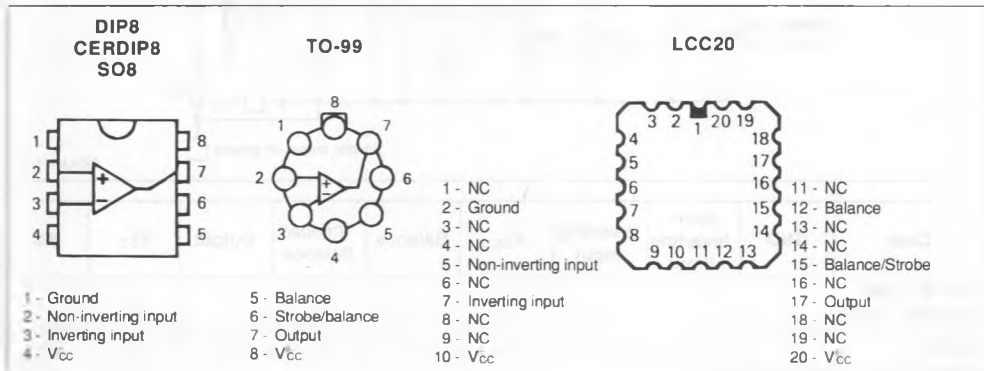 DIP8
CERDIP8
SO8
TO-99
LCC20
1
2
3
4
8
7
6
5
+
−
8
1
7
2
6
3
5
4
+
−
3 2 1 20 19
4
5
6
7
8
18
17
16
15
14
9 10 11 12 13
1 - Ground
2 - Non-inverting input
3 - Inverting input
4 - V⁻cc
5 - Balance
6 - Strobe/balance
7 - Output
8 - V⁺cc
1 - NC
2 - Ground
3 - NC
4 - NC
5 - Non-inverting input
6 - NC
7 - Inverting input
8 - NC
9 - NC
10 - V⁻cc
11 - NC
12 - Balance
13 - NC
14 - NC
15 - Balance/Strobe
16 - NC
17 - Output
18 - NC
19 - NC
20 - V⁺cc